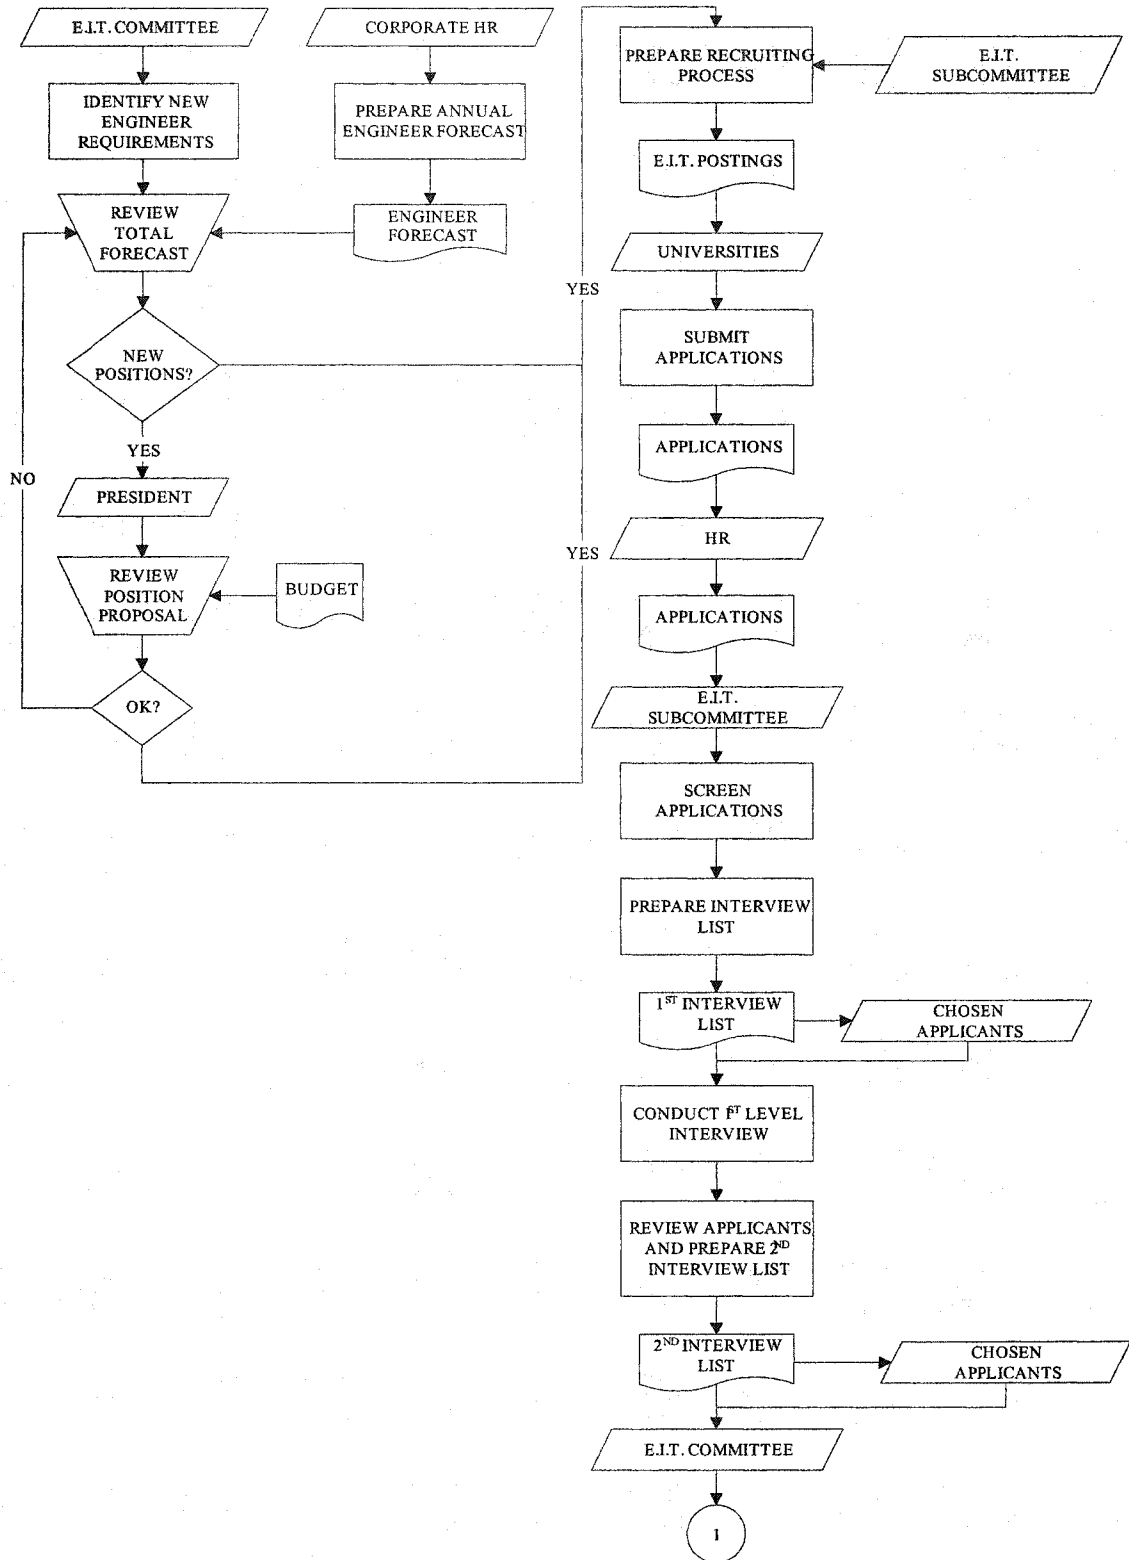 E.I.T. COMMITTEE
CORPORATE HR
IDENTIFY NEW
ENGINEER
REQUIREMENTS
PREPARE ANNUAL
ENGINEER FORECAST
REVIEW
TOTAL
FORECAST
ENGINEER
FORECAST
NEW
POSITIONS?
YES
NO
PRESIDENT
REVIEW
POSITION
PROPOSAL
BUDGET
OK?
YES
YES
PREPARE RECRUITING
PROCESS
E.I.T.
SUBCOMMITTEE
E.I.T. POSTINGS
UNIVERSITIES
SUBMIT
APPLICATIONS
APPLICATIONS
HR
APPLICATIONS
E.I.T.
SUBCOMMITTEE
SCREEN
APPLICATIONS
PREPARE INTERVIEW
LIST
1ST INTERVIEW
LIST
CHOSEN
APPLICANTS
CONDUCT 1ST LEVEL
INTERVIEW
REVIEW APPLICANTS
AND PREPARE 2ND
INTERVIEW LIST
2ND INTERVIEW
LIST
CHOSEN
APPLICANTS
E.I.T. COMMITTEE
1